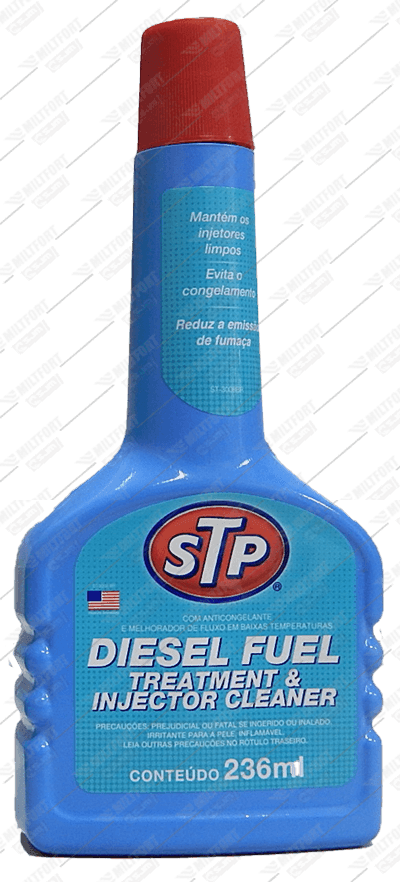 Mantém os
injetores
limpos
Evita o
congelamento
Reduz a emissão
de fumaça
STP
®
COM ANTICONGELANTE
E MELHORADOR DE FLUXO EM BAIXAS TEMPERATURAS
DIESEL FUEL
TREATMENT &
INJECTOR CLEANER
PRECAUÇÕES: PREJUDICIAL OU FATAL SE INGERIDO OU INALADO.
IRRITANTE PARA A PELE. INFLAMÁVEL.
LEIA OUTRAS PRECAUÇÕES NO RÓTULO TRASEIRO.
CONTEÚDO 236ml
MILTFORT